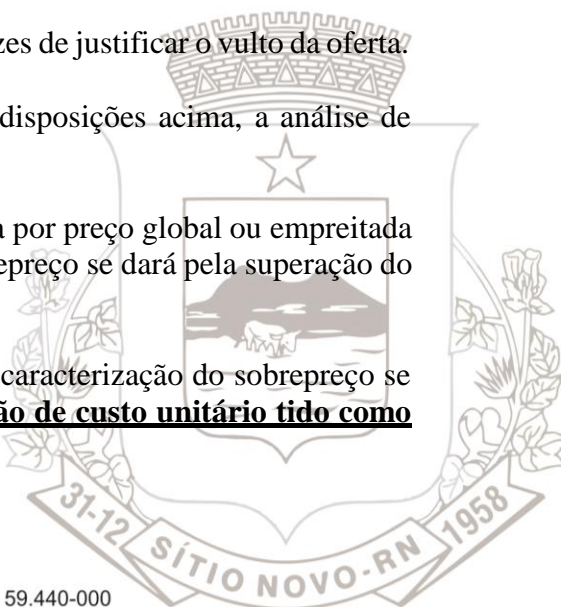 zes de justificar o vulto da oferta.
disposições acima, a análise de
a por preço global ou empreitada
epreço se dará pela superação do
caracterização do sobrepreço se
ão de custo unitário tido como
31-12 SÍTIO NOVO-RN 1958
59.440-000